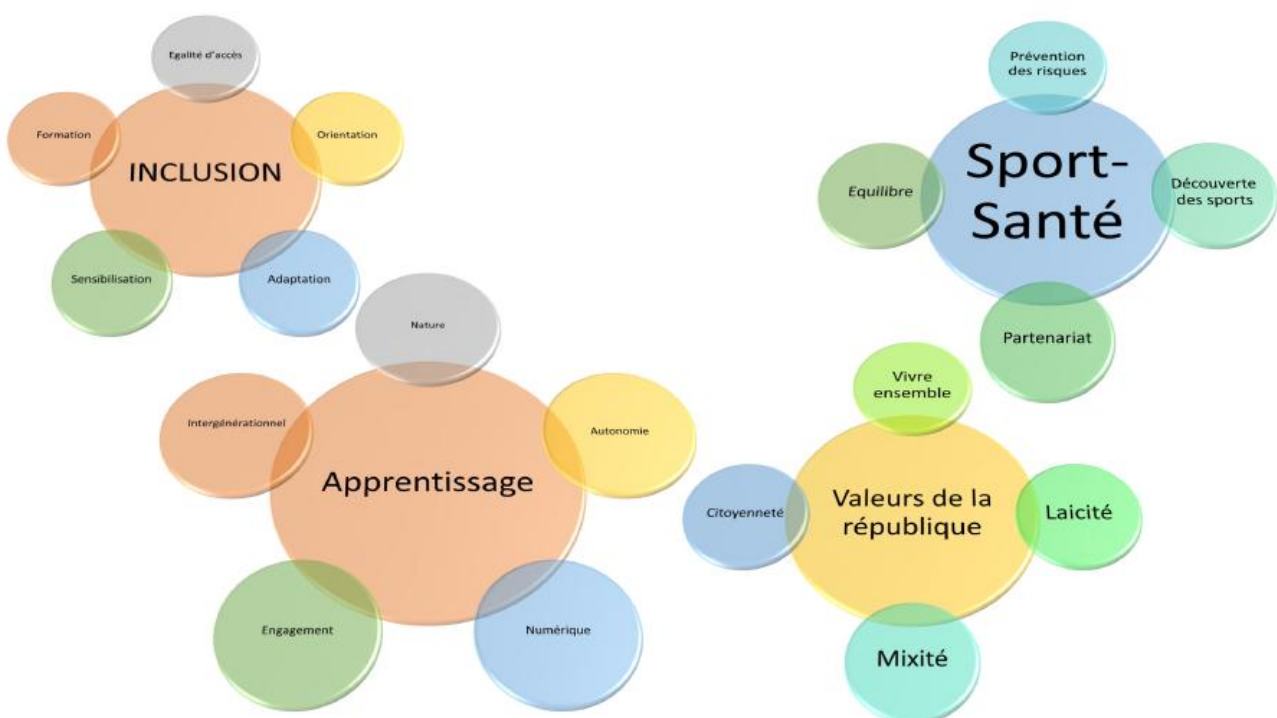 Egalité d'accès
Formation
Orientation
INCLUSION
Sensibilisation
Adaptation
Prévention
des risques
Equilibre
Sport-
Santé
Découverte
des sports
Partenariat
Nature
Intergénérationnel
Autonomie
Apprentissage
Engagement
Numérique
Vivre
ensemble
Citoyenneté
Valeurs de la
république
Laicité
Mixité